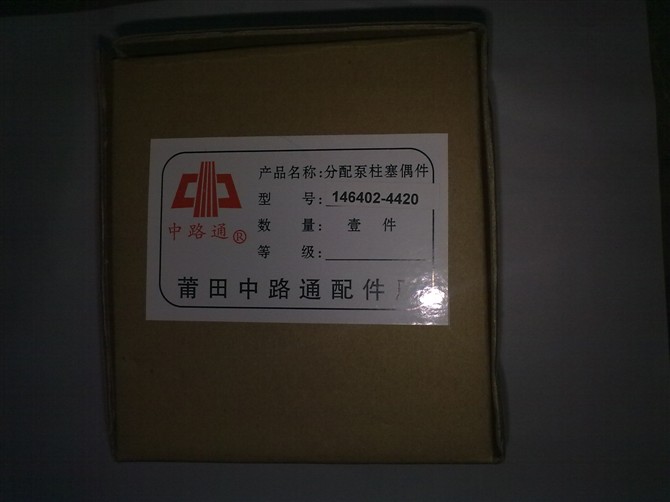 产品名称:分配泵柱塞偶件
型 号: 146402-4420
数 量: 壹 件
等 级:
中路通®
莆田中路通配件